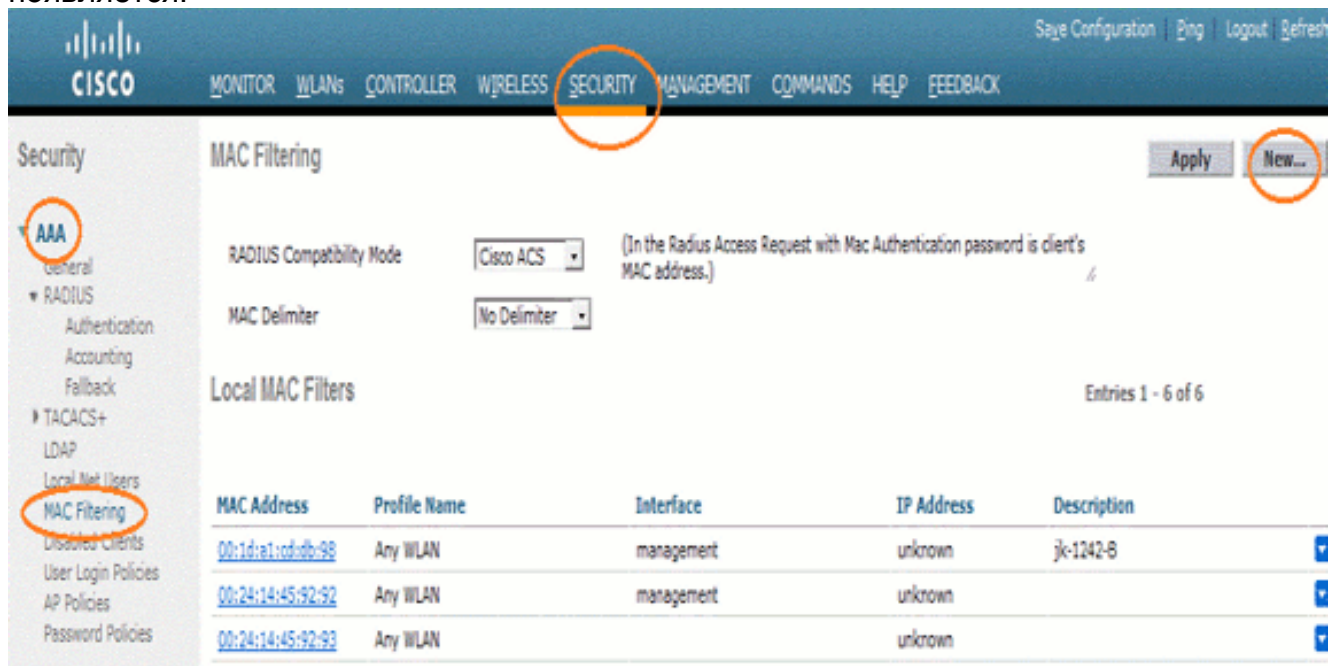 появляется.
Save Configuration | Ping | Logout | Refresh
CISCO
MONITOR WLANs CONTROLLER WIRELESS SECURITY MANAGEMENT COMMANDS HELP FEEDBACK
Security
AAA
General
RADIUS
Authentication
Accounting
Fallback
TACACS+
LDAP
Local Net Users
MAC Filtering
Disabled Clients
User Login Policies
AP Policies
Password Policies
MAC Filtering
Apply New...
RADIUS Compatibility Mode Cisco ACS (In the Radius Access Request with Mac Authentication password is client's
MAC address.)
MAC Delimiter No Delimiter
Local MAC Filters Entries 1 - 6 of 6
MAC Address Profile Name Interface IP Address Description
00:1d:a1:cd:db:98 Any WLAN management unknown jk-1242-B
00:24:14:45:92:92 Any WLAN management unknown
00:24:14:45:92:93 Any WLAN unknown